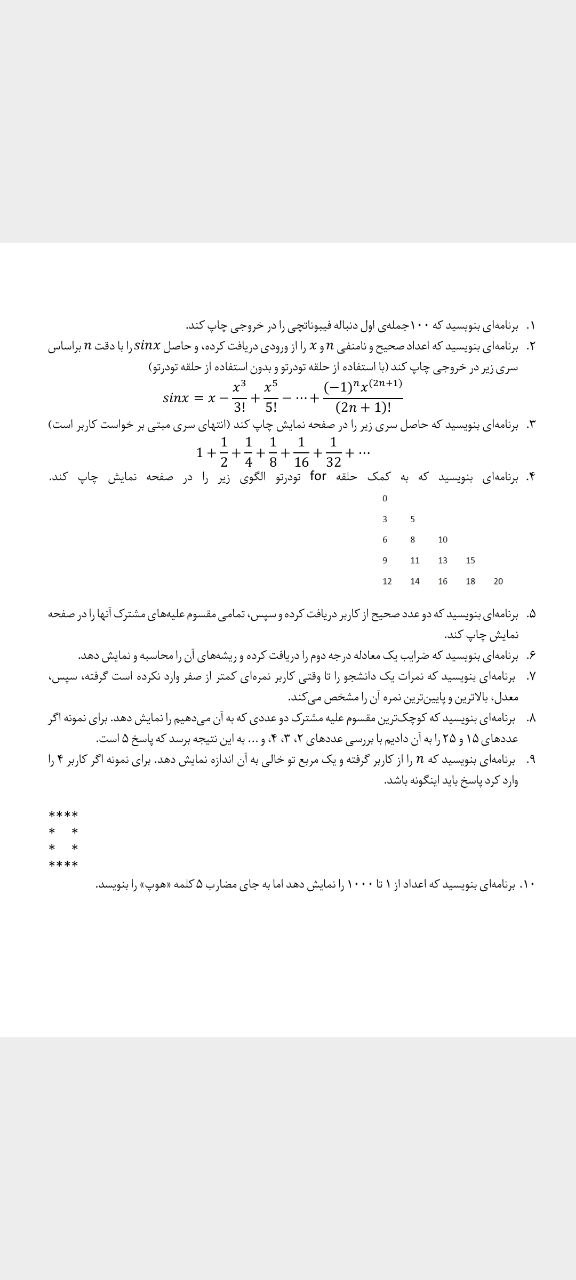 ۱. برنامه‌ای بنویسید که ۱۰۰جمله‌ی اول دنباله فیبوناتچی را در خروجی چاپ کند.
۲. برنامه‌ای بنویسید که اعداد صحیح و نامنفی n و x را از ورودی دریافت کرده، و حاصل sinx را با دقت n براساس
سری زیر در خروجی چاپ کند (با استفاده از حلقه تودرتو و بدون استفاده از حلقه تودرتو)
sinx = x − x^3/3! + x^5/5! − ⋯ + (−1)^n x^(2n+1)/(2n + 1)!
۳. برنامه‌ای بنویسید که حاصل سری زیر را در صفحه نمایش چاپ کند (انتهای سری مبتی بر خواست کاربر است)
1 + 1/2 + 1/4 + 1/8 + 1/16 + 1/32 + ⋯
۴. برنامه‌ای بنویسید که به کمک حلقه for تودرتو الگوی زیر را در صفحه نمایش چاپ کند.
0
3 5
6 8 10
9 11 13 15
12 14 16 18 20
۵. برنامه‌ای بنویسید که دو عدد صحیح از کاربر دریافت کرده و سپس، تمامی مقسوم علیه‌های مشترک آنها را در صفحه
نمایش چاپ کند.
۶. برنامه‌ای بنویسید که ضرایب یک معادله درجه دوم را دریافت کرده و ریشه‌های آن را محاسبه و نمایش دهد.
۷. برنامه‌ای بنویسید که نمرات یک دانشجو را تا وقتی کاربر نمره‌ای کمتر از صفر وارد نکرده است گرفته، سپس،
معدل، بالاترین و پایین‌ترین نمره آن را مشخص می‌کند.
۸. برنامه‌ای بنویسید که کوچک‌ترین مقسوم علیه مشترک دو عددی که به آن می‌دهیم را نمایش دهد. برای نمونه اگر
عددهای ۱۵ و ۲۵ را به آن دادیم با بررسی عددهای ۲، ۳، ۴، و ... به این نتیجه برسد که پاسخ ۵ است.
۹. برنامه‌ای بنویسید که n را از کاربر گرفته و یک مربع تو خالی به آن اندازه نمایش دهد. برای نمونه اگر کاربر ۴ را
وارد کرد پاسخ باید اینگونه باشد.
****
*  *
*  *
****
۱۰. برنامه‌ای بنویسید که اعداد از ۱ تا ۱۰۰۰ را نمایش دهد اما به جای مضارب ۵ کلمه «هوپ» را بنویسد.